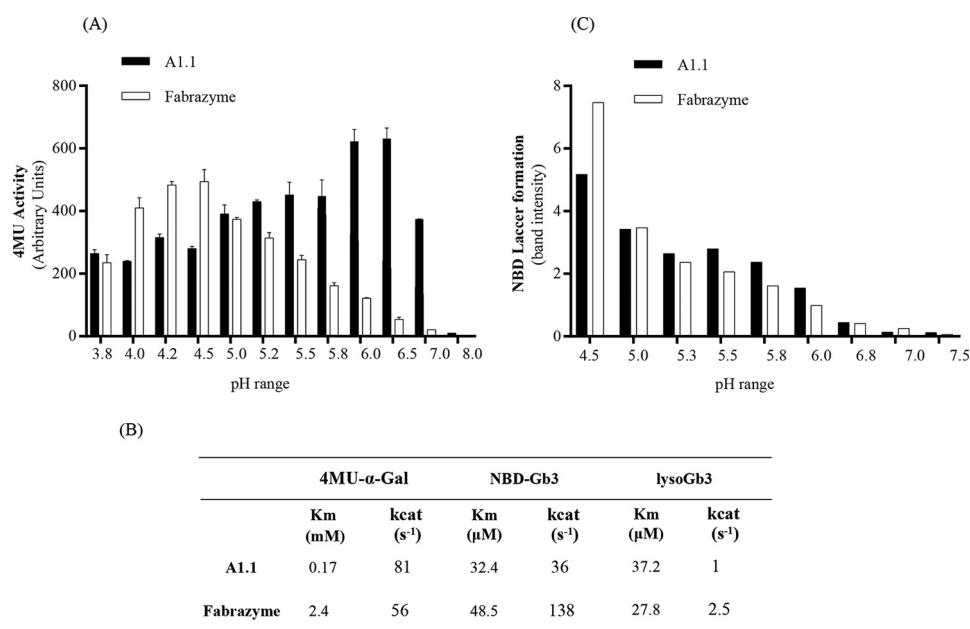 (A)
A1.1
Fabrazyme
800
600
400
200
0
4MU Activity
(Arbitrary Units)
3.8 4.0 4.2 4.5 5.0 5.2 5.5 5.8 6.0 6.5 7.0 8.0
pH range
(C)
A1.1
Fabrazyme
8
6
4
2
0
NBD Laccer formation
(band intensity)
4.5 5.0 5.3 5.5 5.8 6.0 6.8 7.0 7.5
pH range
(B)
4MU-α-Gal NBD-Gb3 lysoGb3
Km kcat Km kcat Km kcat
(mM) (s⁻¹) (µM) (s⁻¹) (µM) (s⁻¹)
A1.1 0.17 81 32.4 36 37.2 1
Fabrazyme 2.4 56 48.5 138 27.8 2.5